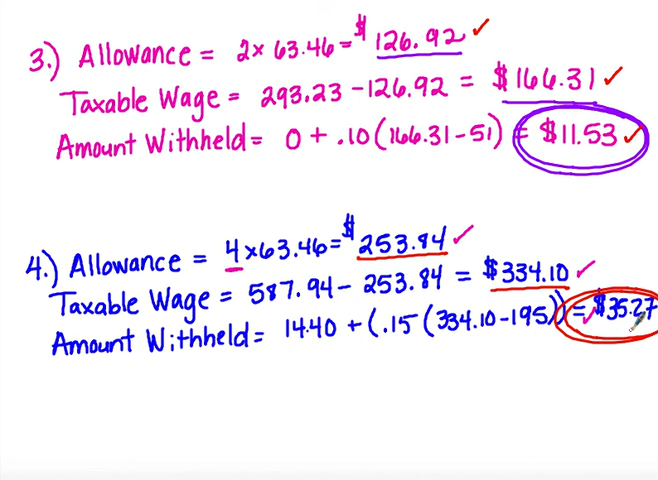 3.) Allowance = 2 x 63.46 = $126.92 ✓
Taxable Wage = 293.23 - 126.92 = $166.31 ✓
Amount Withheld = 0 + .10(166.31 - 51) = $11.53 ✓
4.) Allowance = 4 x 63.46 = $253.84 ✓
Taxable Wage = 587.94 - 253.84 = $334.10 ✓
Amount Withheld = 14.40 + (.15(334.10 - 195)) = $35.27